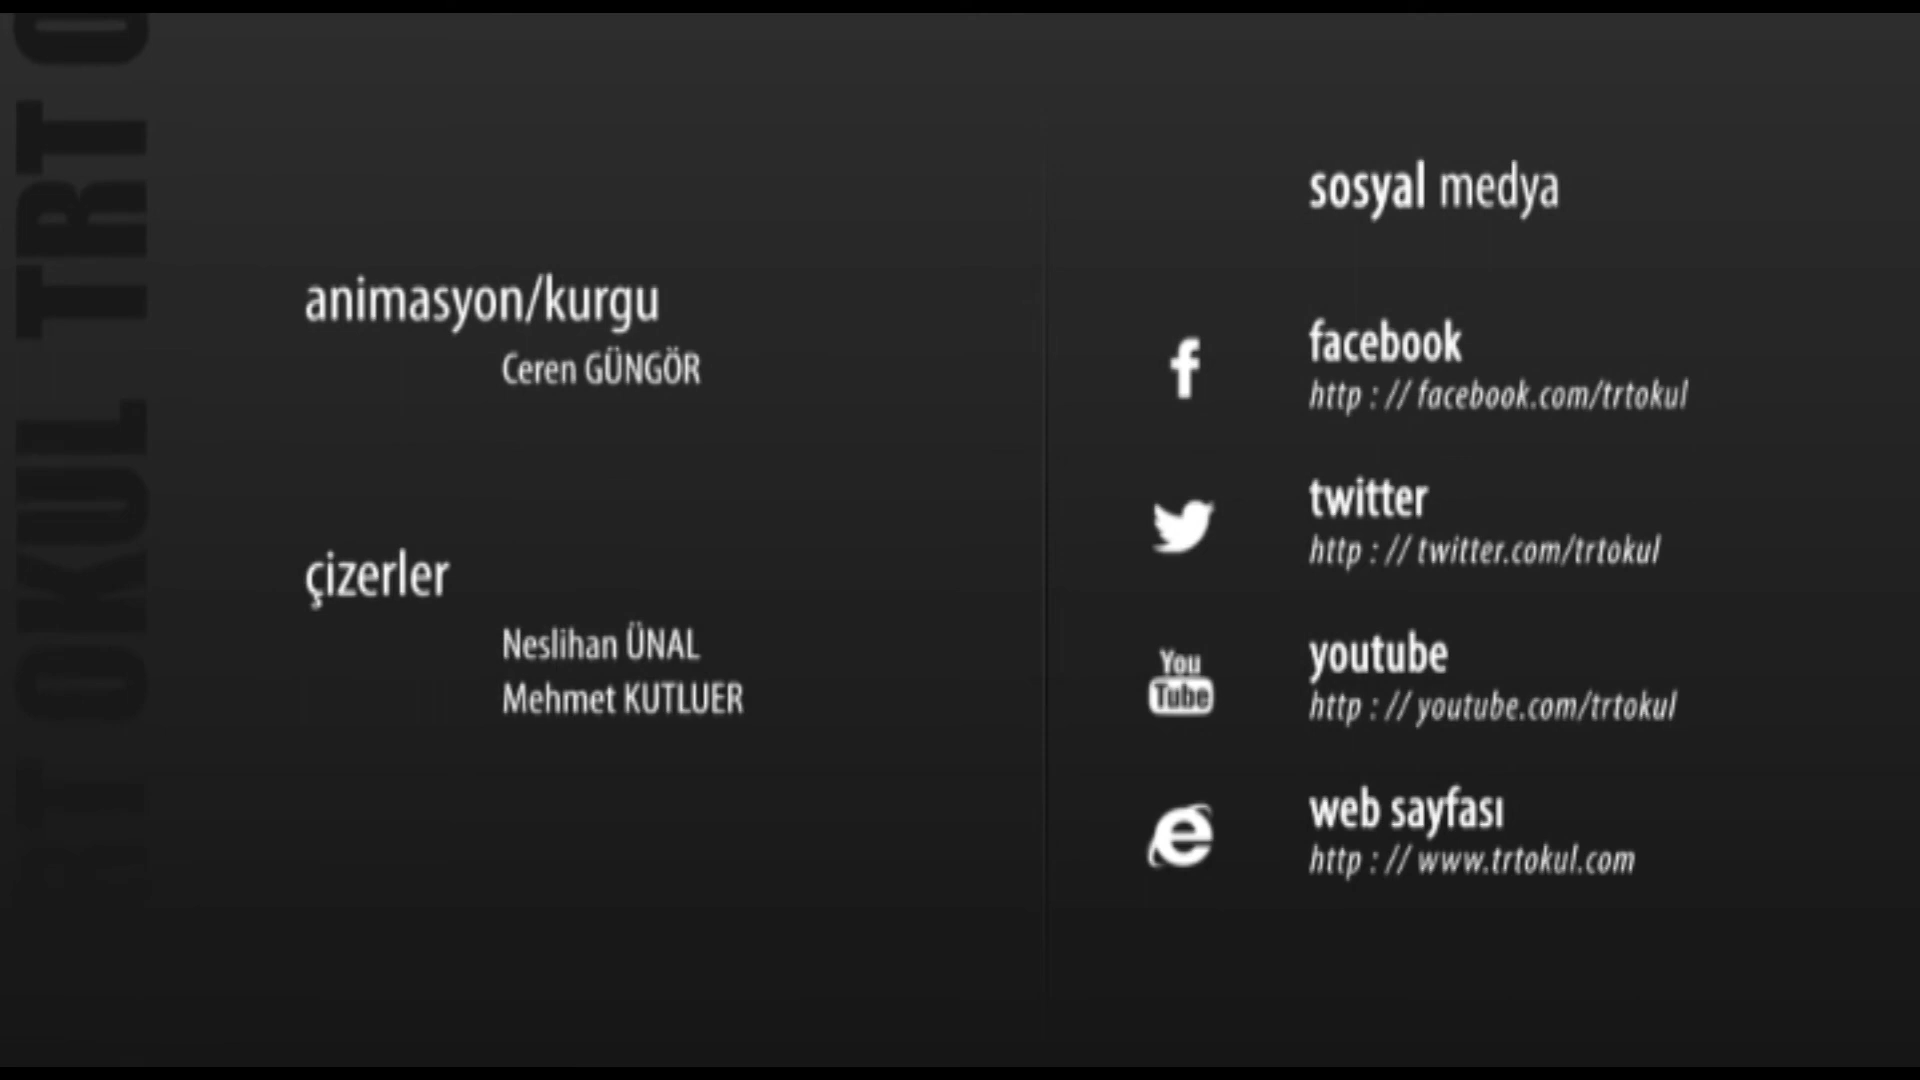 TRT OKUL TRT O
animasyon/kurgu
Ceren GÜNGÖR
çizerler
Neslihan ÜNAL
Mehmet KUTLUER
sosyal medya
facebook
http : // facebook.com/trtokul
twitter
http : // twitter.com/trtokul
You
Tube
youtube
http : // youtube.com/trtokul
web sayfası
http : // www.trtokul.com